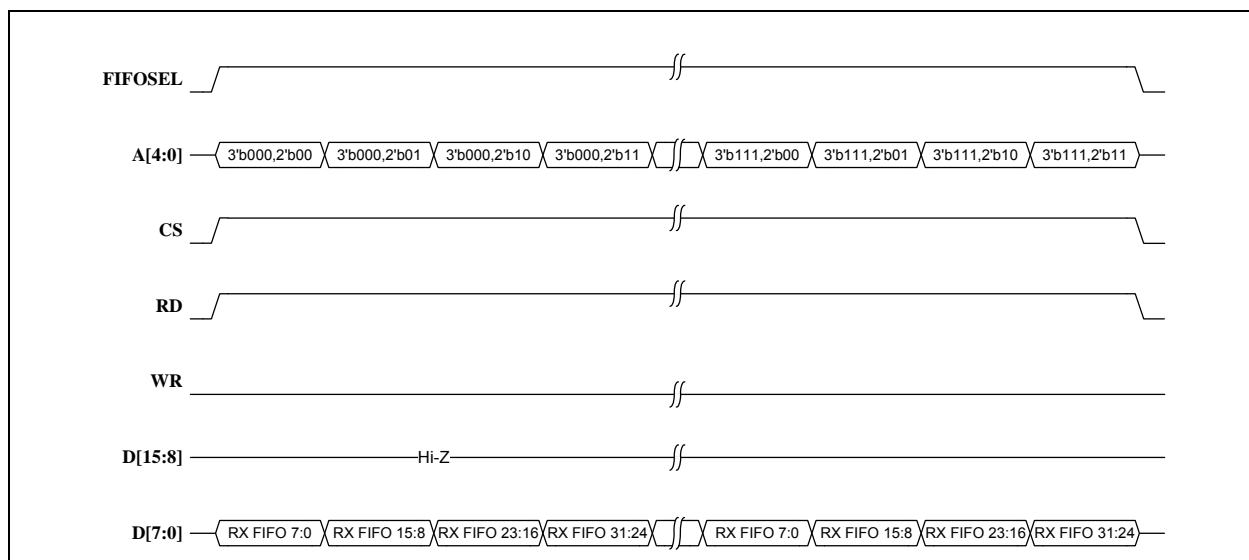 FIFOSEL
A[4:0] 3'b000,2'b00 3'b000,2'b01 3'b000,2'b10 3'b000,2'b11 3'b111,2'b00 3'b111,2'b01 3'b111,2'b10 3'b111,2'b11
CS
RD
WR
D[15:8] Hi-Z
D[7:0] RX FIFO 7:0 RX FIFO 15:8 RX FIFO 23:16 RX FIFO 31:24 RX FIFO 7:0 RX FIFO 15:8 RX FIFO 23:16 RX FIFO 31:24